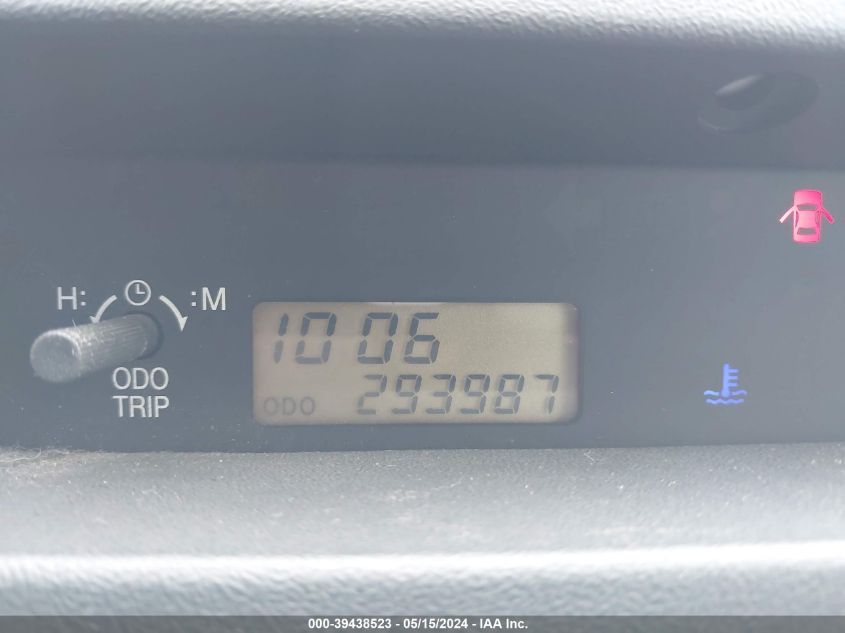 H: :M
10 06
ODO 293987
ODO
TRIP
000-39438523 - 05/15/2024 - IAA Inc.